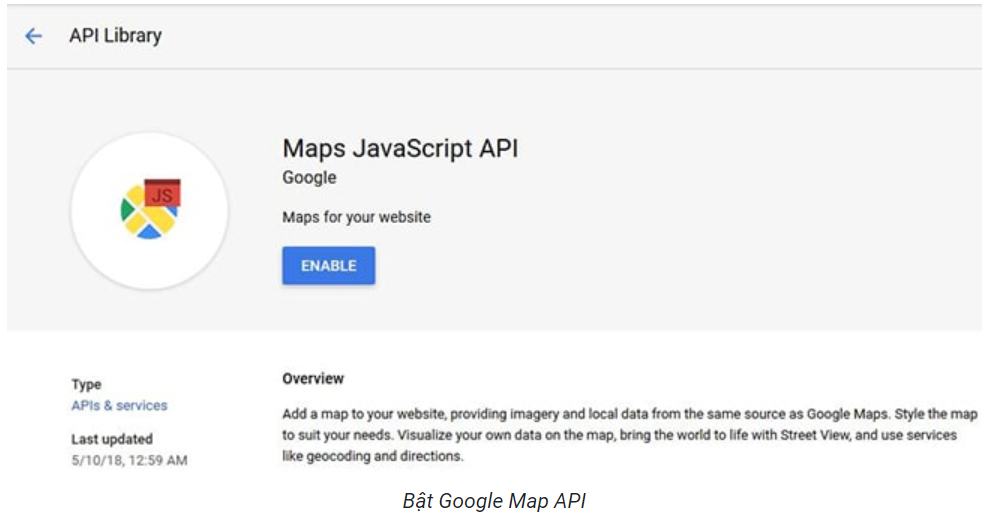 API Library
JS
Maps JavaScript API
Google
Maps for your website
ENABLE
Type
APIs & services
Last updated
5/10/18, 12:59 AM
Overview
Add a map to your website, providing imagery and local data from the same source as Google Maps. Style the map
to suit your needs. Visualize your own data on the map, bring the world to life with Street View, and use services
like geocoding and directions.
Bật Google Map API